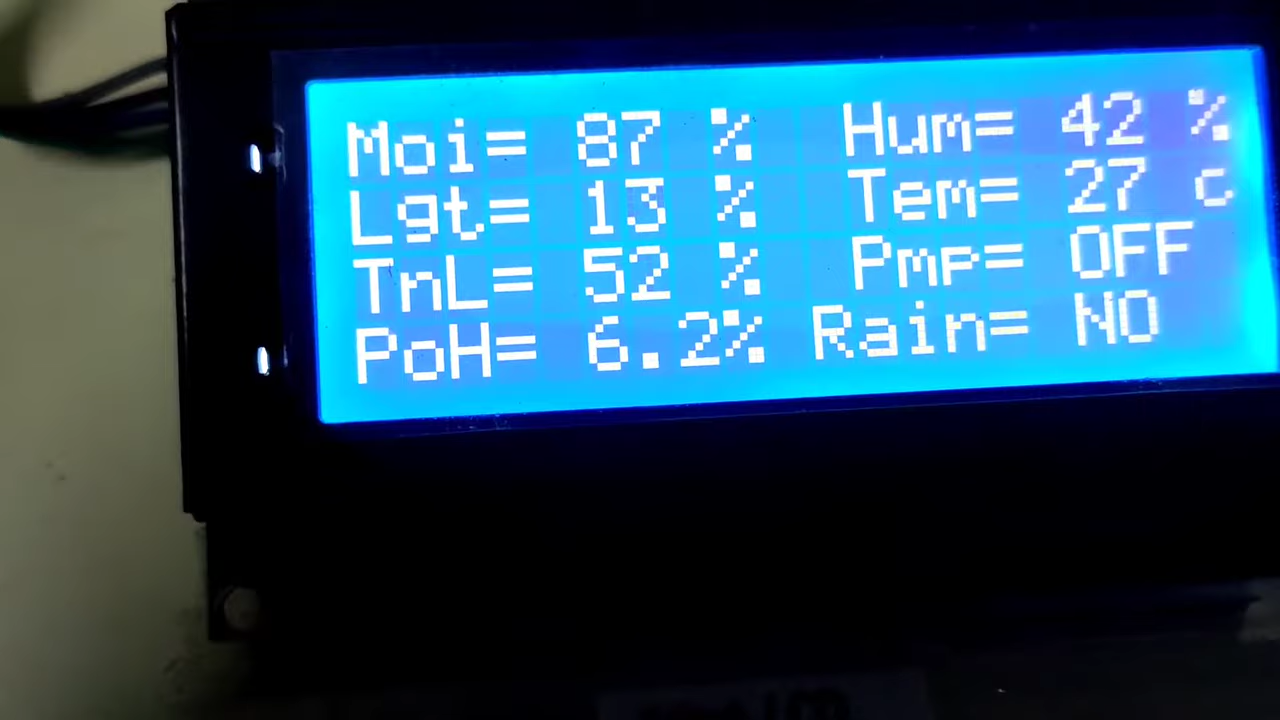 Moi= 87 % Hum= 42 %
Lgt= 13 % Tem= 27 c
TnL= 52 % Pmp= OFF
PoH= 6.2% Rain= NO